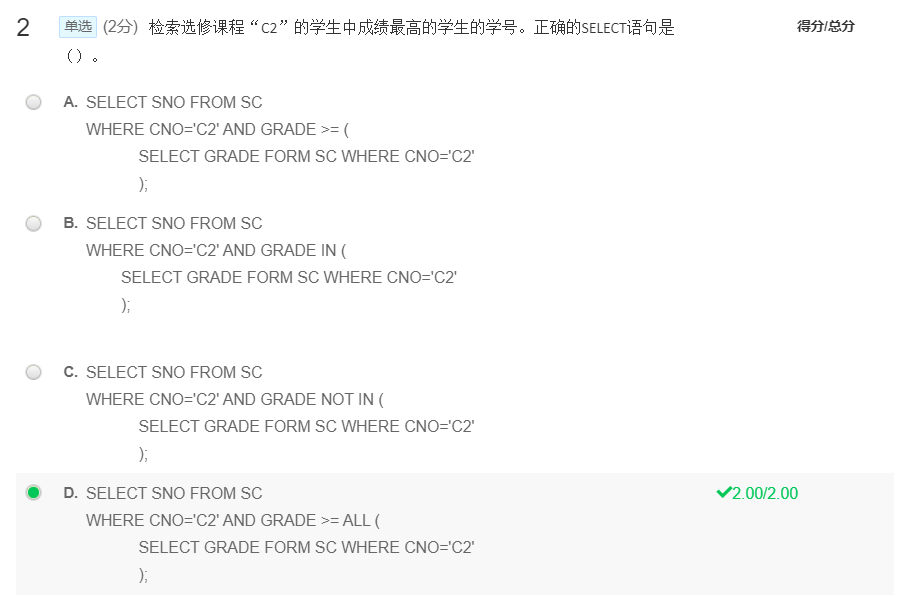 2 单选 (2分) 检索选修课程“C2”的学生中成绩最高的学生的学号。正确的SELECT语句是 得分/总分
（）。
A. SELECT SNO FROM SC
WHERE CNO='C2' AND GRADE >= (
SELECT GRADE FORM SC WHERE CNO='C2'
);
B. SELECT SNO FROM SC
WHERE CNO='C2' AND GRADE IN (
SELECT GRADE FORM SC WHERE CNO='C2'
);
C. SELECT SNO FROM SC
WHERE CNO='C2' AND GRADE NOT IN (
SELECT GRADE FORM SC WHERE CNO='C2'
);
D. SELECT SNO FROM SC 2.00/2.00
WHERE CNO='C2' AND GRADE >= ALL (
SELECT GRADE FORM SC WHERE CNO='C2'
);